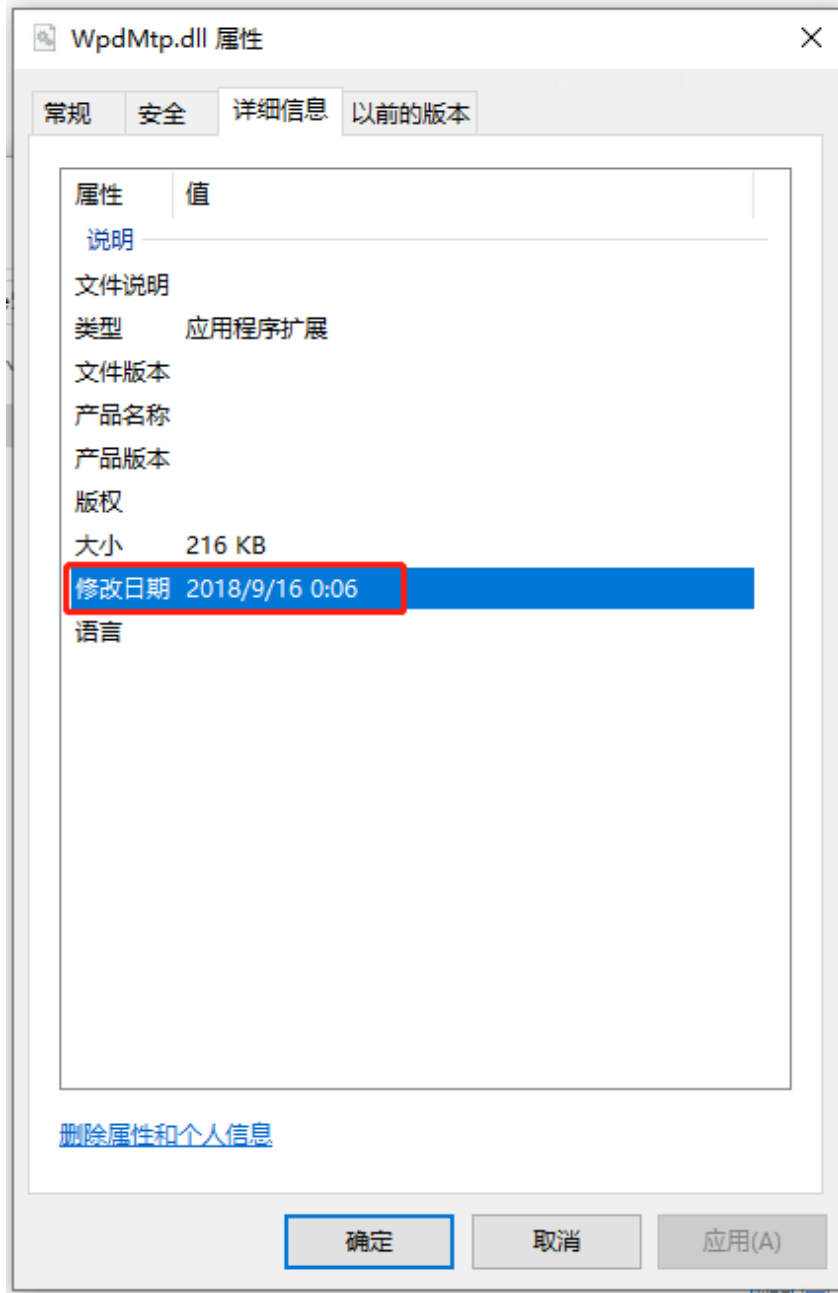 WpdMtp.dll 属性
常规 安全 详细信息 以前的版本
属性 值
说明
文件说明
类型 应用程序扩展
文件版本
产品名称
产品版本
版权
大小 216 KB
修改日期 2018/9/16 0:06
语言
删除属性和个人信息
确定 取消 应用(A)